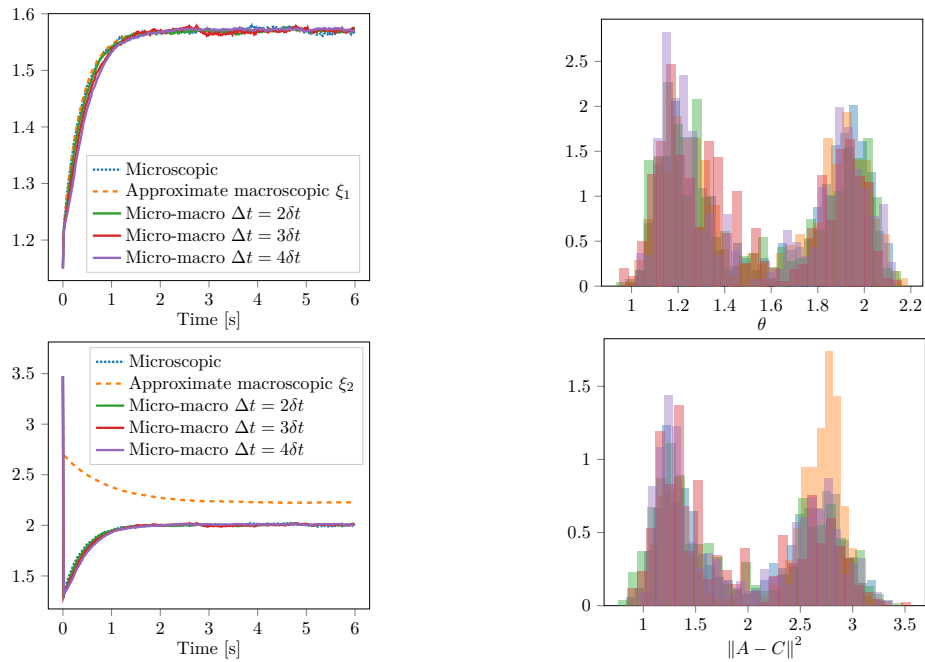 1.6
1.5
1.4
1.3
1.2
Microscopic
Approximate macroscopic ξ₁
Micro-macro Δt = 2δt
Micro-macro Δt = 3δt
Micro-macro Δt = 4δt
0 1 2 3 4 5 6
Time [s]
2.5
2
1.5
1
0.5
0
1 1.2 1.4 1.6 1.8 2 2.2
θ
3.5
3
2.5
2
1.5
Microscopic
Approximate macroscopic ξ₂
Micro-macro Δt = 2δt
Micro-macro Δt = 3δt
Micro-macro Δt = 4δt
0 1 2 3 4 5 6
Time [s]
1.5
1
0.5
0
1 1.5 2 2.5 3 3.5
‖A − C‖²